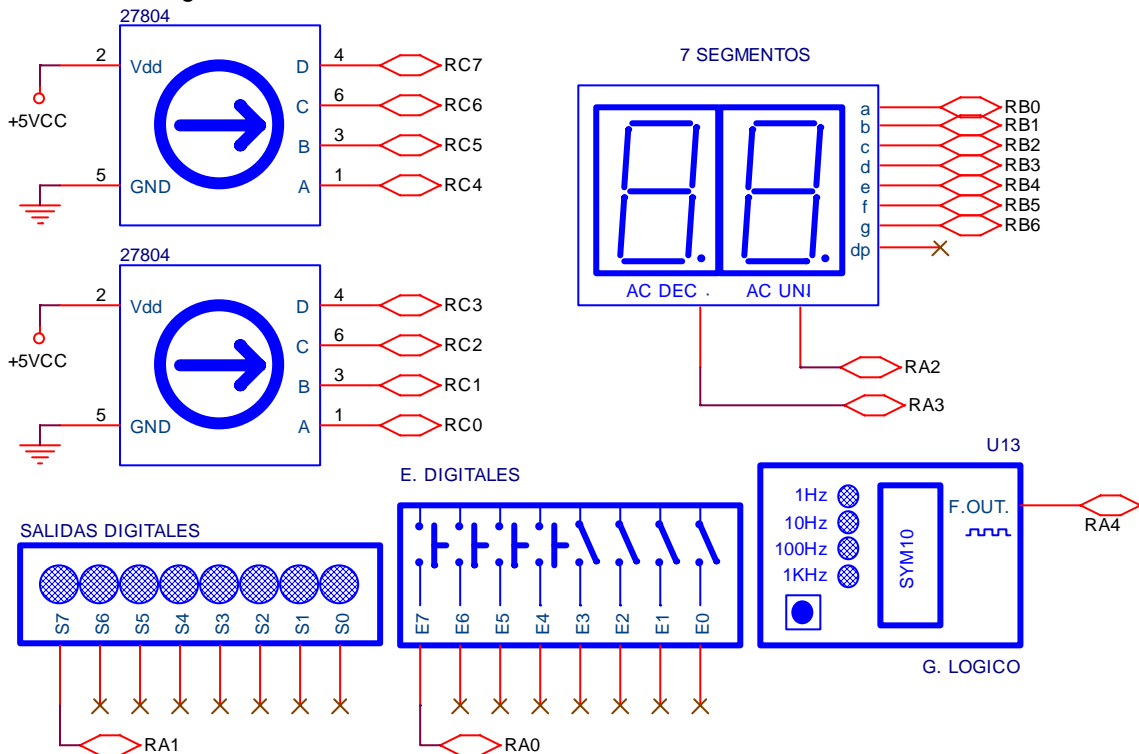 27804
2 Vdd D 4 RC7
C 6 RC6
+5VCC
B 3 RC5
5 GND A 1 RC4
27804
2 Vdd D 4 RC3
C 6 RC2
+5VCC
B 3 RC1
5 GND A 1 RC0
7 SEGMENTOS
a RB0
b RB1
c RB2
d RB3
e RB4
f RB5
g RB6
dp
AC DEC . AC UNI
RA2
RA3
SALIDAS DIGITALES
S7 S6 S5 S4 S3 S2 S1 S0
RA1
E. DIGITALES
E7 E6 E5 E4 E3 E2 E1 E0
RA0
U13
1Hz
10Hz
100Hz
1KHz
SYM10
F.OUT.
RA4
G. LOGICO